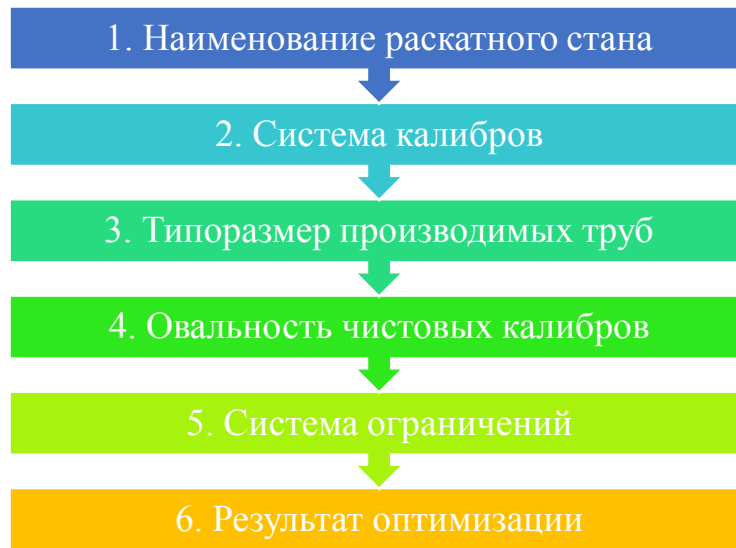 1. Наименование раскатного стана
2. Система калибров
3. Типоразмер производимых труб
4. Овальность чистовых калибров
5. Система ограничений
6. Результат оптимизации